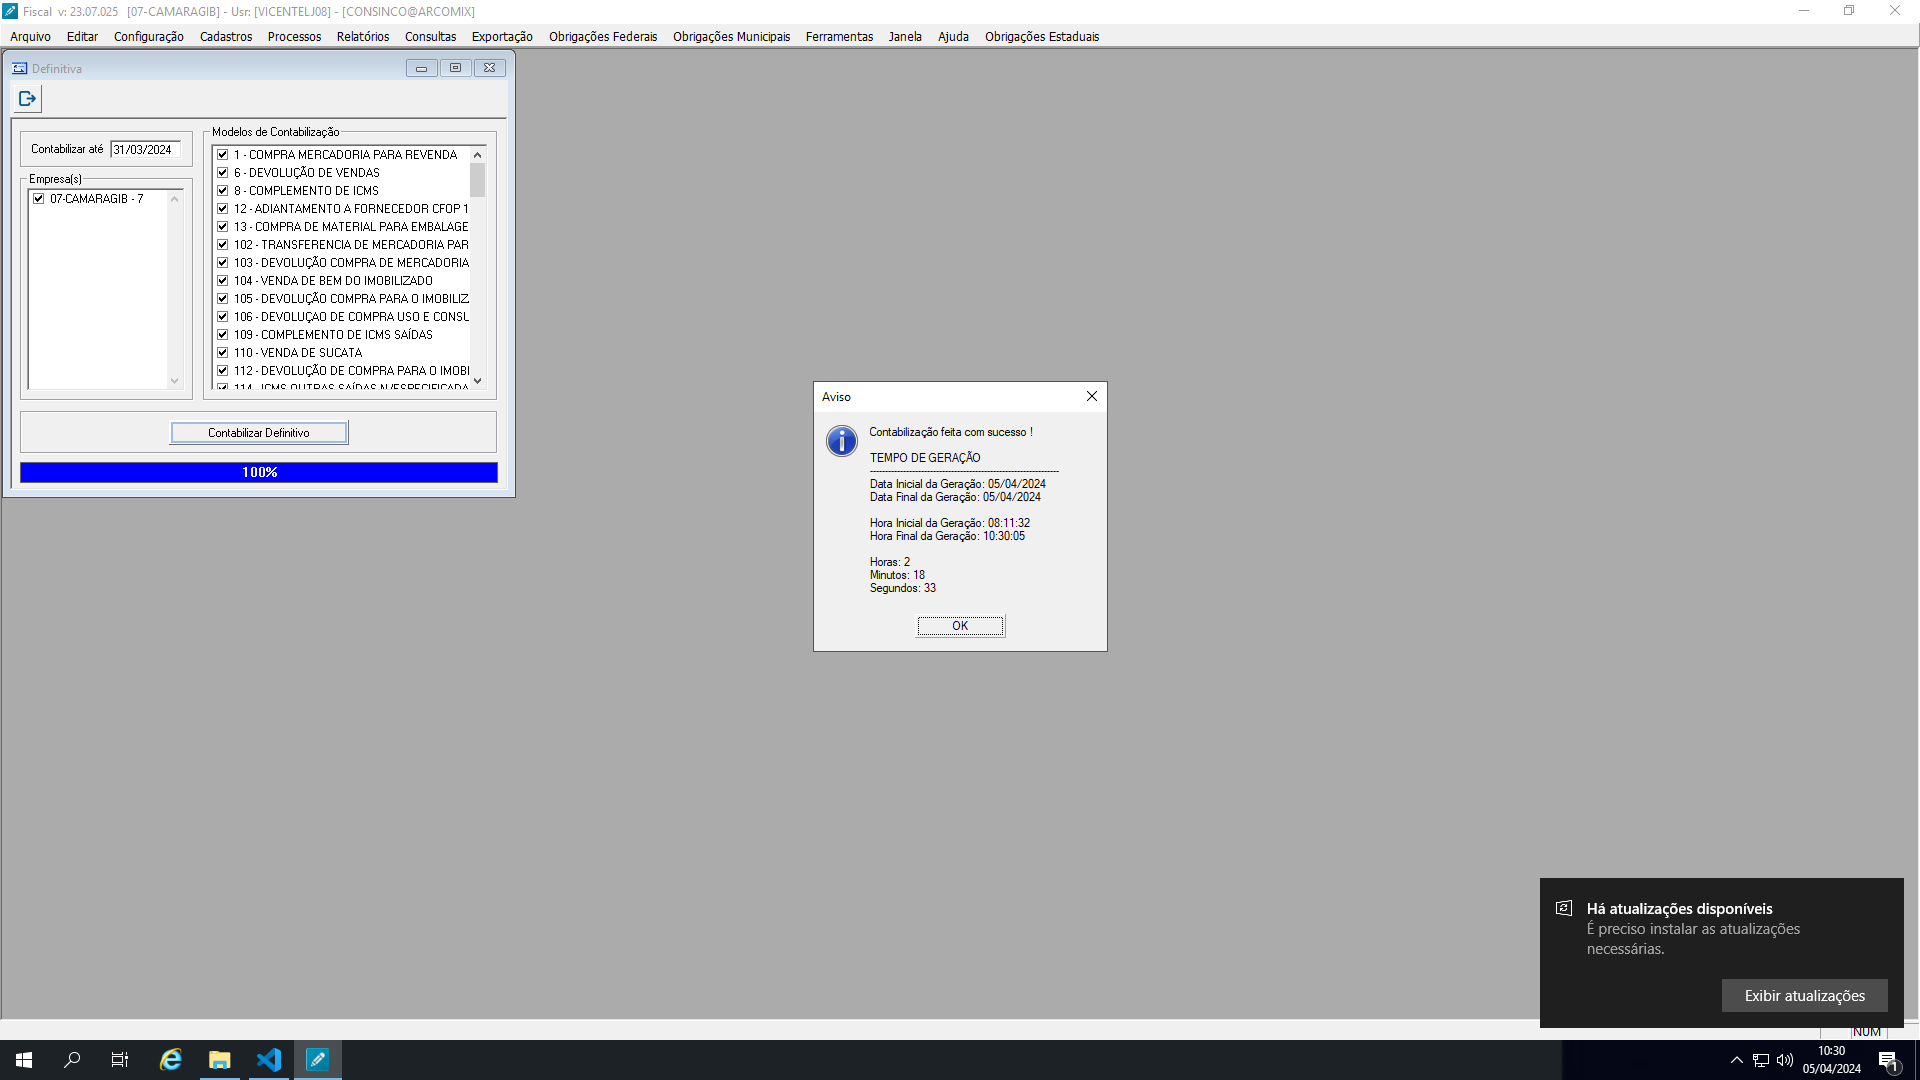 Fiscal v: 23.07.025 [07-CAMARAGIB] - Usr: [VICENTELJ08] - [CONSINCO@ARCOMIX]
Arquivo Editar Configuração Cadastros Processos Relatórios Consultas Exportação Obrigações Federais Obrigações Municipais Ferramentas Janela Ajuda Obrigações Estaduais
Definitiva
Contabilizar até 31/03/2024
Empresa(s)
07-CAMARAGIB - 7
Modelos de Contabilização
1 - COMPRA MERCADORIA PARA REVENDA
6 - DEVOLUÇÃO DE VENDAS
8 - COMPLEMENTO DE ICMS
12 - ADIANTAMENTO A FORNECEDOR CFOP 1
13 - COMPRA DE MATERIAL PARA EMBALAGE
102 - TRANSFERENCIA DE MERCADORIA PAR
103 - DEVOLUÇÃO COMPRA DE MERCADORIA
104 - VENDA DE BEM DO IMOBILIZADO
105 - DEVOLUÇÃO COMPRA PARA O IMOBILIZ
106 - DEVOLUÇAO DE COMPRA USO E CONSU
109 - COMPLEMENTO DE ICMS SAÍDAS
110 - VENDA DE SUCATA
112 - DEVOLUÇÃO DE COMPRA PARA O IMOBI
114 - ICMS OUTRAS SAÍDAS N/ESPECIFICADA
Contabilizar Definitivo
100%
Aviso
Contabilização feita com sucesso !
TEMPO DE GERAÇÃO
---------------------------------------------------------------
Data Inicial da Geração: 05/04/2024
Data Final da Geração: 05/04/2024
Hora Inicial da Geração: 08:11:32
Hora Final da Geração: 10:30:05
Horas: 2
Minutos: 18
Segundos: 33
OK
Há atualizações disponíveis
É preciso instalar as atualizações
necessárias.
Exibir atualizações
NUM
10:30
05/04/2024
1